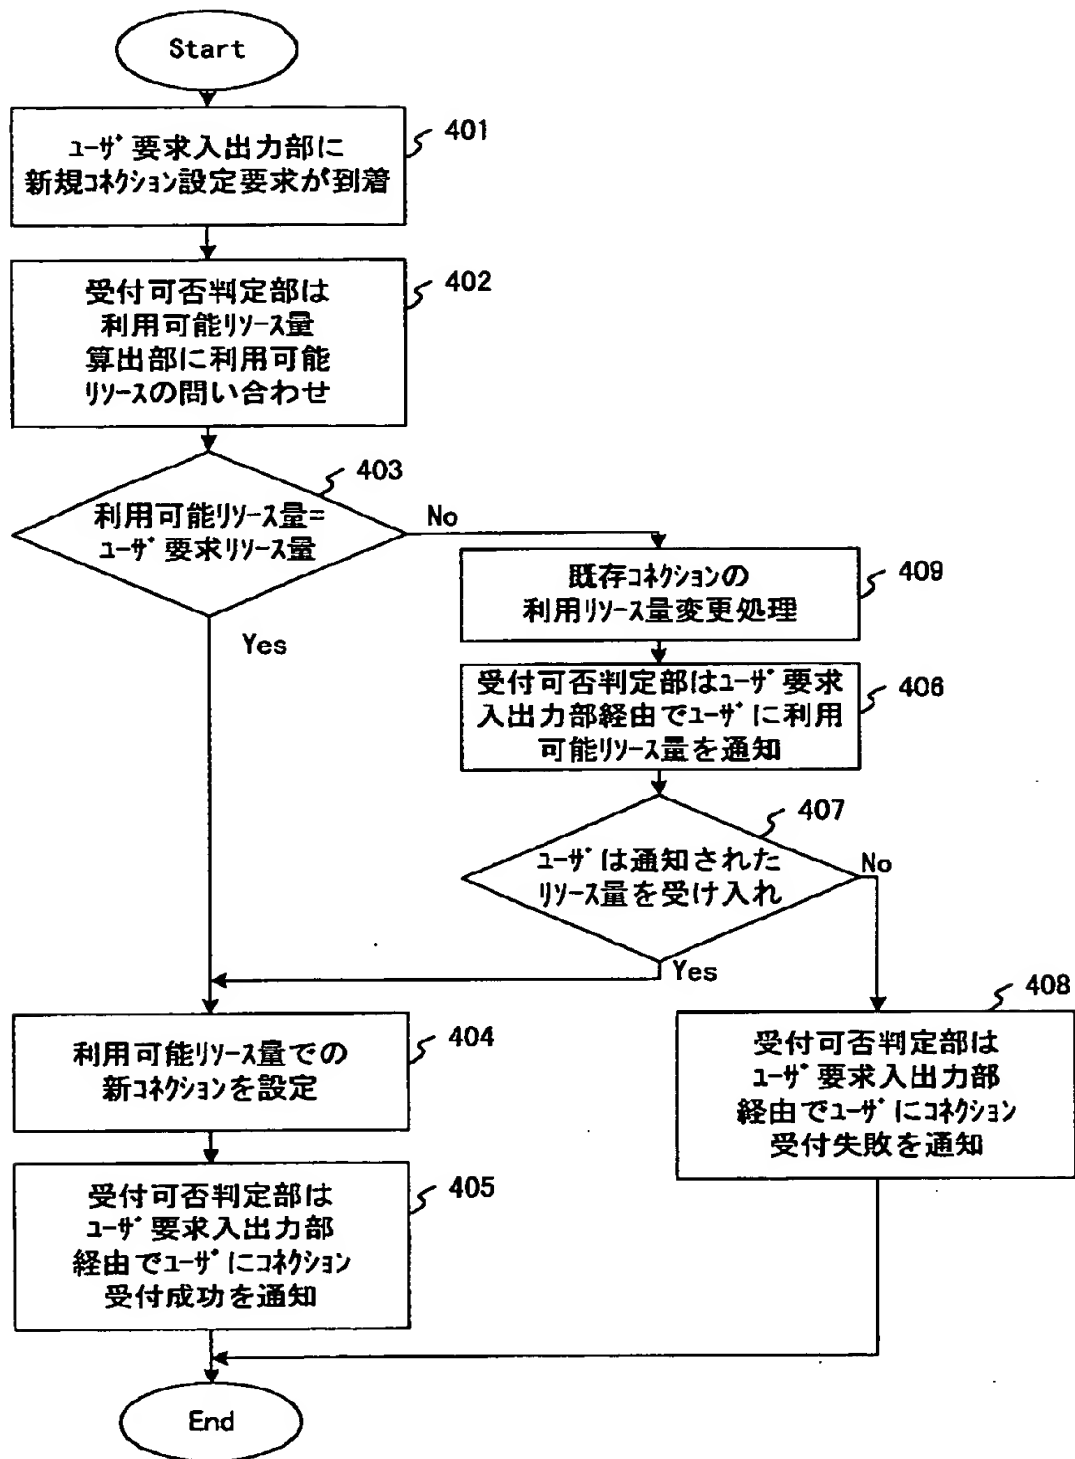 Start
ﾕｰｻﾞ要求入出力部に
新規ｺﾈｸｼｮﾝ設定要求が到着
401
受付可否判定部は
利用可能ﾘｿｰｽ量
算出部に利用可能
ﾘｿｰｽの問い合わせ
402
403
利用可能ﾘｿｰｽ量=
ﾕｰｻﾞ要求ﾘｿｰｽ量
No
Yes
既存ｺﾈｸｼｮﾝの
利用ﾘｿｰｽ量変更処理
409
受付可否判定部はﾕｰｻﾞ要求
入出力部経由でﾕｰｻﾞに利用
可能ﾘｿｰｽ量を通知
406
407
ﾕｰｻﾞは通知された
ﾘｿｰｽ量を受け入れ
No
Yes
408
受付可否判定部は
ﾕｰｻﾞ要求入出力部
経由でﾕｰｻﾞにｺﾈｸｼｮﾝ
受付失敗を通知
利用可能ﾘｿｰｽ量での
新ｺﾈｸｼｮﾝを設定
404
受付可否判定部は
ﾕｰｻﾞ要求入出力部
経由でﾕｰｻﾞにｺﾈｸｼｮﾝ
受付成功を通知
405
End